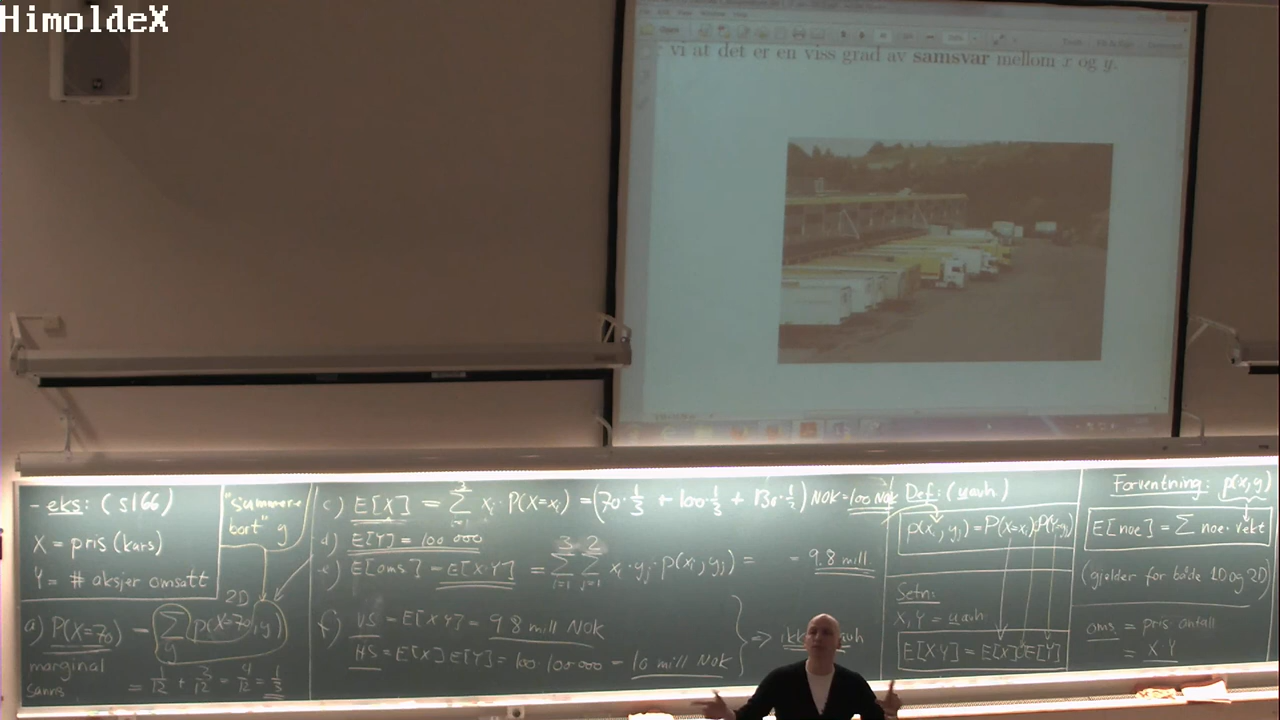 HimoldeX
vi at det er en viss grad av samsvar mellom x og y.
- eks: (s166)
X = pris (kurs)
Y = # aksjer omsatt
"summere
bort" y
a) P(X=70) = Σ p(X=70, y)
y
2D
marginal
sanns.
= 1/12 + 3/12 = 4/12 = 1/3
c) E[X] = Σ xᵢ · P(X=xᵢ) = (70·1/3 + 100·1/3 + 130·1/3) NOK = 100 NOK
d) E[Y] = 100 000
e) E[oms] = E[X·Y] = Σ Σ xᵢ · yⱼ · p(xᵢ, yⱼ) = = 9.8 mill
f) VS = E[XY] = 9.8 mill NOK
HS = E[X]E[Y] = 100·100 000 = 10 mill NOK
⇒ ikke uavh
Def: (uavh)
p(xᵢ, yⱼ) = P(X=xᵢ) · P(Y=yⱼ)
Setn:
X, Y = uavh
E[XY] = E[X]·E[Y]
Forventning: p(x,y)
E[noe] = Σ noe · vekt
(gjelder for både 1D og 2D)
oms = pris · antall
= X Y